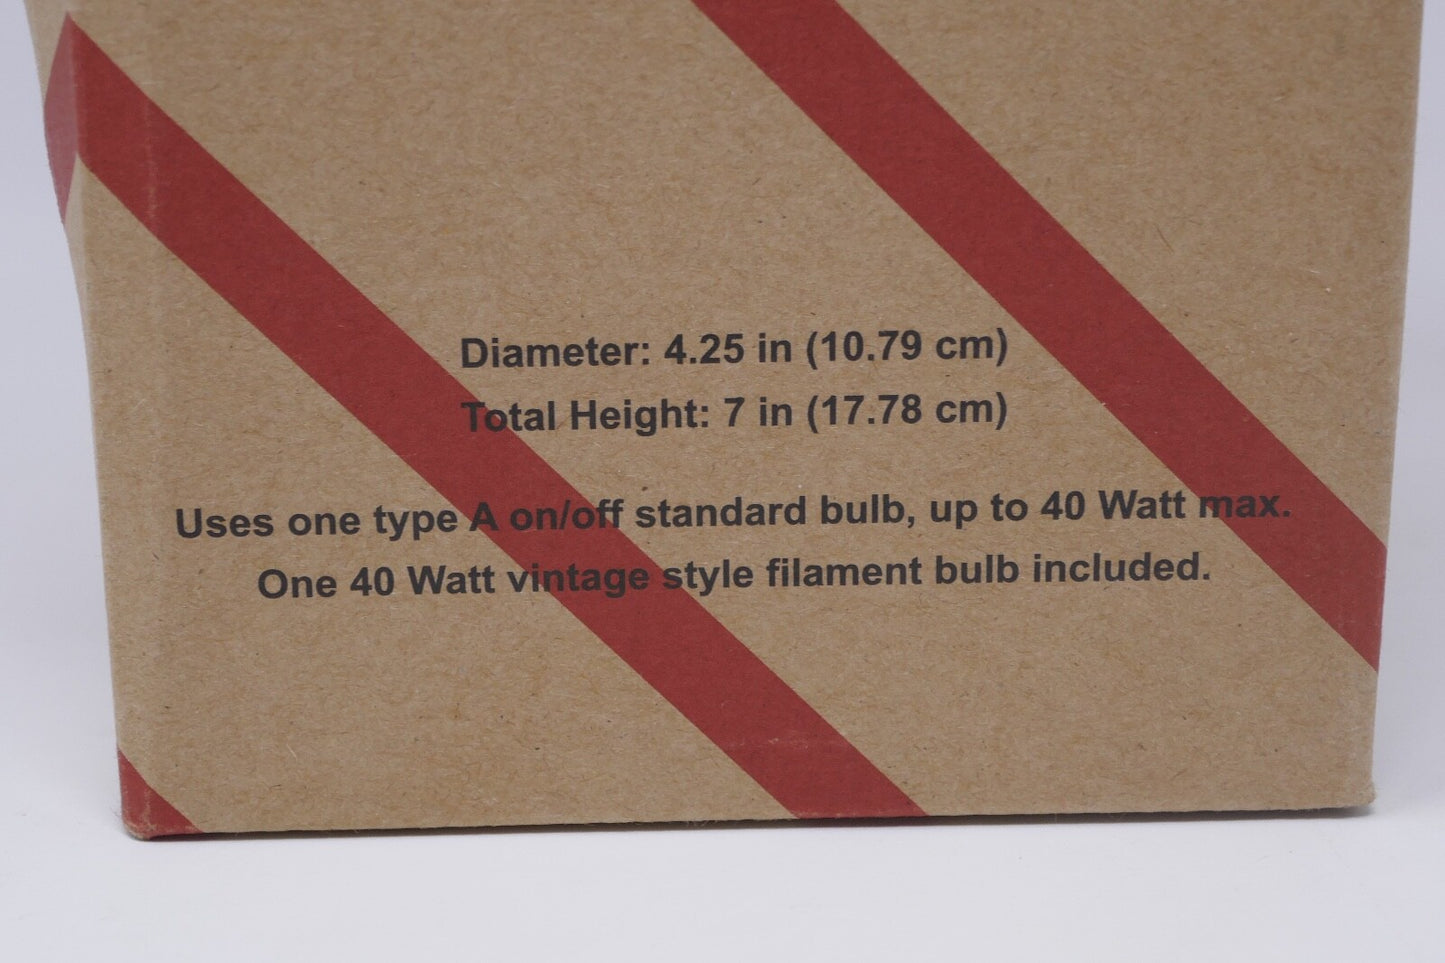 Diameter: 4.25 in (10.79 cm)
Total Height: 7 in (17.78 cm)
Uses one type A on/off standard bulb, up to 40 Watt max.
One 40 Watt vintage style filament bulb included.